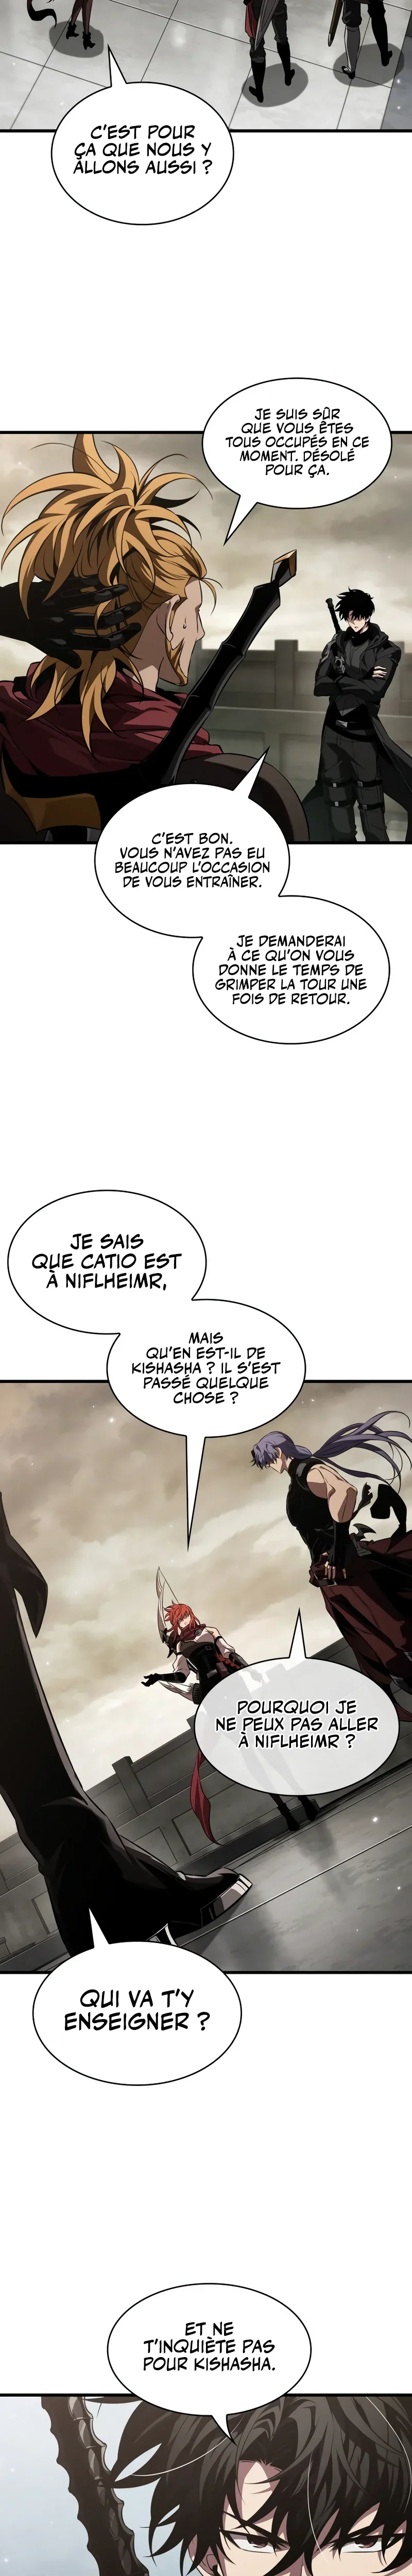 C'EST POUR
ÇA QUE NOUS Y
ALLONS AUSSI ?
JE SUIS SÛR
QUE VOUS ÊTES
TOUS OCCUPÉS EN CE
MOMENT. DÉSOLÉ
POUR ÇA.
C'EST BON.
VOUS N'AVEZ PAS EU
BEAUCOUP L'OCCASION
DE VOUS ENTRAÎNER.
JE DEMANDERAI
À CE QU'ON VOUS
DONNE LE TEMPS DE
GRIMPER LA TOUR UNE
FOIS DE RETOUR.
JE SAIS
QUE CATIO EST
À NIFLHEIMR,
MAIS
QU'EN EST-IL DE
KISHASHA ? IL S'EST
PASSÉ QUELQUE
CHOSE ?
POURQUOI JE
NE PEUX PAS ALLER
À NIFLHEIMR ?
QUI VA T'Y
ENSEIGNER ?
ET NE
T'INQUIÈTE PAS
POUR KISHASHA.